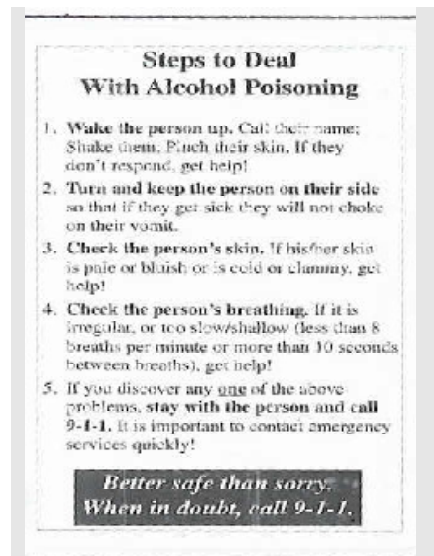 Steps to Deal
With Alcohol Poisoning
1. Wake the person up. Call their name;
Shake them; Pinch their skin. If they
don't respond, get help!
2. Turn and keep the person on their side
so that if they get sick they will not choke
on their vomit.
3. Check the person's skin. If his/her skin
is pale or bluish or is cold or clammy, get
help!
4. Check the person's breathing. If it is
irregular, or too slow/shallow (less than 8
breaths per minute or more than 10 seconds
between breaths), get help!
5. If you discover any one of the above
problems, stay with the person and call
9-1-1. It is important to contact emergency
services quickly!
Better safe than sorry.
When in doubt, call 9-1-1.